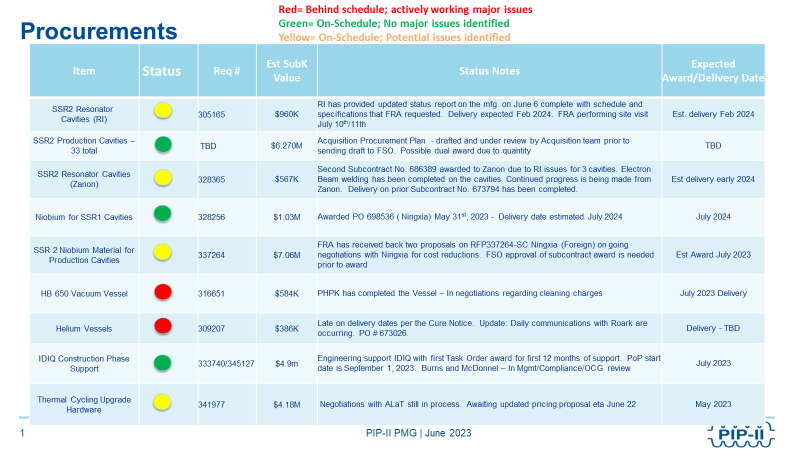 Red= Behind schedule; actively working major issues
Green= On-Schedule; No major issues identified
Yellow= On-Schedule; Potential issues identified
Procurements
Item Status Req # Est SubK Value Status Notes Expected Award/Delivery Date
SSR2 Resonator
Cavities (RI)
305165
$960K
RI has provided updated status report on the mfg. on June 6 complete with schedule and
specifications that FRA requested. Delivery expected Feb 2024. FRA performing site visit
July 10th/11th
Est. delivery Feb 2024
SSR2 Production Cavities –
33 total
TBD
$6.270M
Acquisition Procurement Plan - drafted and under review by Acquisition team prior to
sending draft to FSO. Possible dual award due to quantity
TBD
SSR2 Resonator Cavities
(Zanon)
328365
$567K
Second Subcontract No. 686389 awarded to Zanon due to RI issues for 3 cavities. Electron
Beam welding has been completed on the cavities. Continued progress is being made from
Zanon. Delivery on prior Subcontract No. 673794 has been completed.
Est delivery early 2024
Niobium for SSR1 Cavities
328256
$1.03M
Awarded PO 698536 ( Ningxia) May 31st, 2023 - Delivery date estimated July 2024
July 2024
SSR 2 Niobium Material for
Production Cavities
337264
$7.06M
FRA has received back two proposals on RFP337264-SC Ningxia (Foreign) on going
negotiations with Ningxia for cost reductions. FSO approval of subcontract award is needed
prior to award
Est Award July 2023
HB 650 Vacuum Vessel
316651
$584K
PHPK has completed the Vessel – In negotiations regarding cleaning charges
July 2023 Delivery
Helium Vessels
309207
$386K
Late on delivery dates per the Cure Notice. Update: Daily communications with Roark are
occurring. PO # 673026.
Delivery - TBD
IDIQ Construction Phase
Support
333740/345127
$4.9m
Engineering support IDIQ with first Task Order award for first 12 months of support. PoP start
date is September 1, 2023. Burns and McDonnel – In Mgmt/Compliance/OCG review
July 2023
Thermal Cycling Upgrade
Hardware
341977
$4.18M
Negotiations with ALaT still in process. Awaiting updated pricing proposal eta June 22
May 2023
1
PIP-II PMG | June 2023
PIP-II